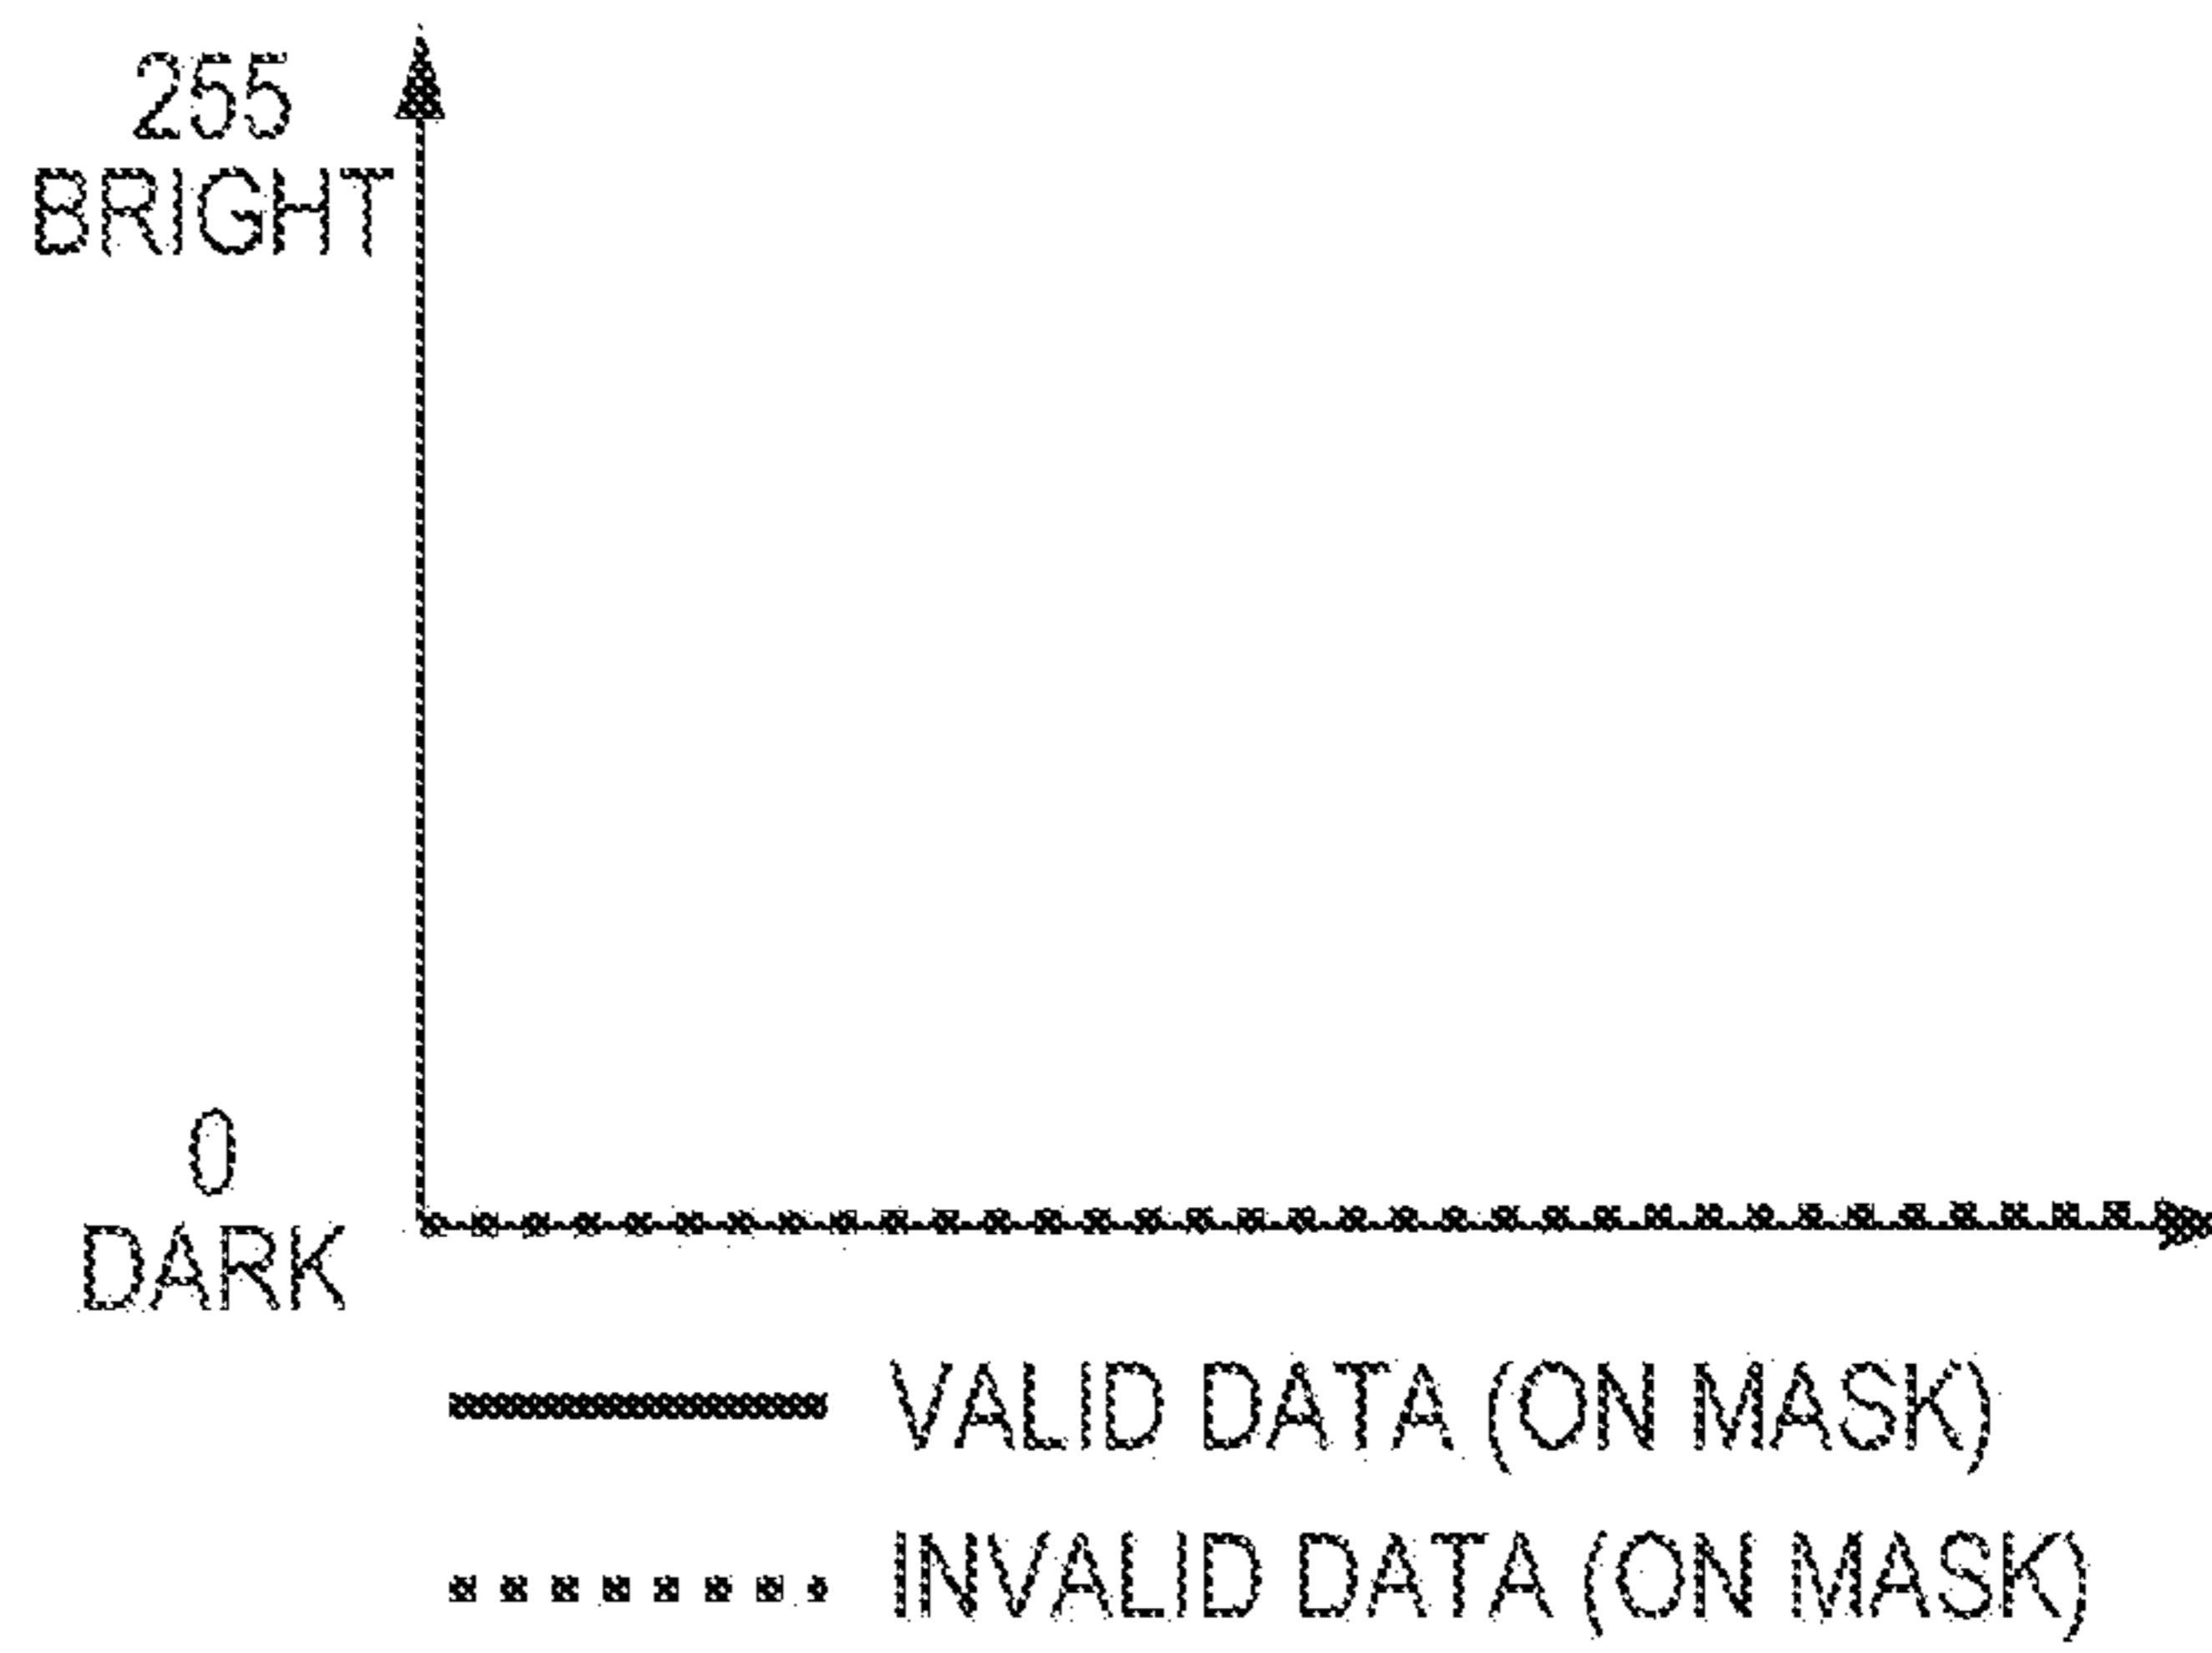 255
BRIGHT
0
DARK
VALID DATA (ON MASK)
INVALID DATA (ON MASK)